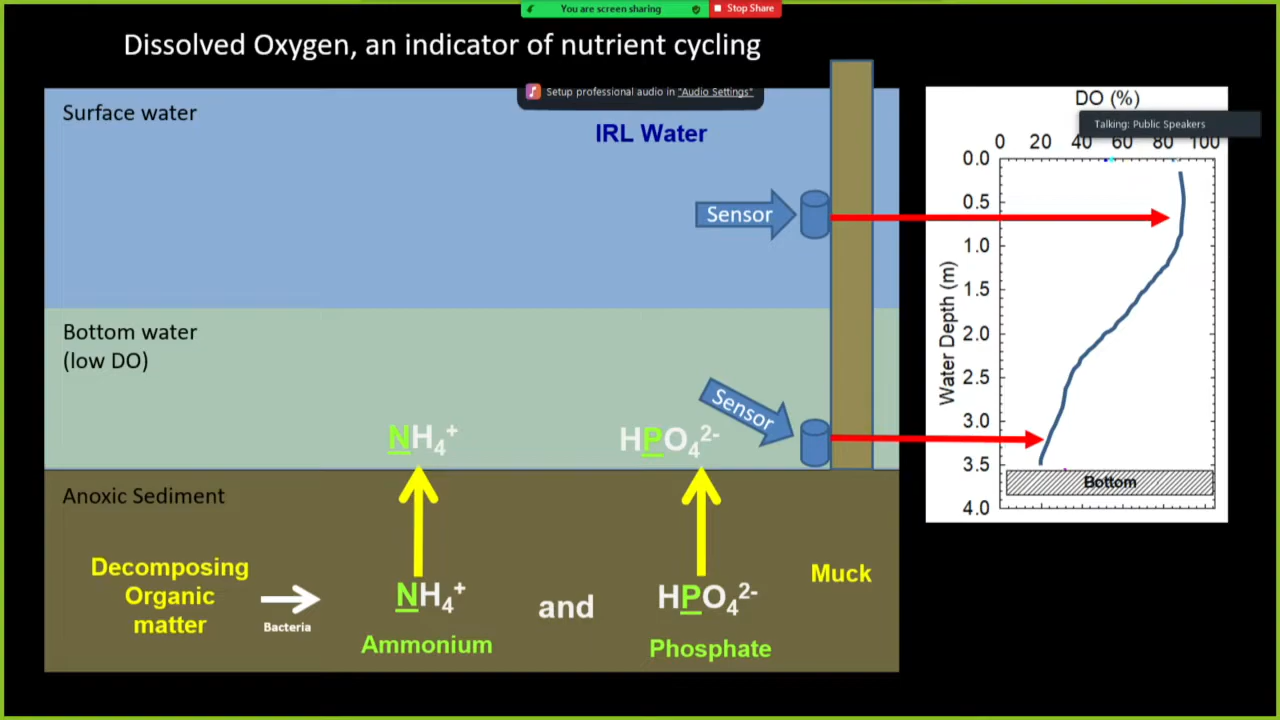 You are screen sharing
Stop Share
Dissolved Oxygen, an indicator of nutrient cycling
Setup professional audio in "Audio Settings"
Surface water
IRL Water
Sensor
Bottom water
(low DO)
Sensor
NH₄⁺
HPO₄²⁻
Anoxic Sediment
Decomposing
Organic
matter
Bacteria
NH₄⁺
and
HPO₄²⁻
Ammonium
Phosphate
Muck
DO (%)
Talking: Public Speakers
0 20 40 60 80 100
Water Depth (m)
0.0
0.5
1.0
1.5
2.0
2.5
3.0
3.5
4.0
Bottom